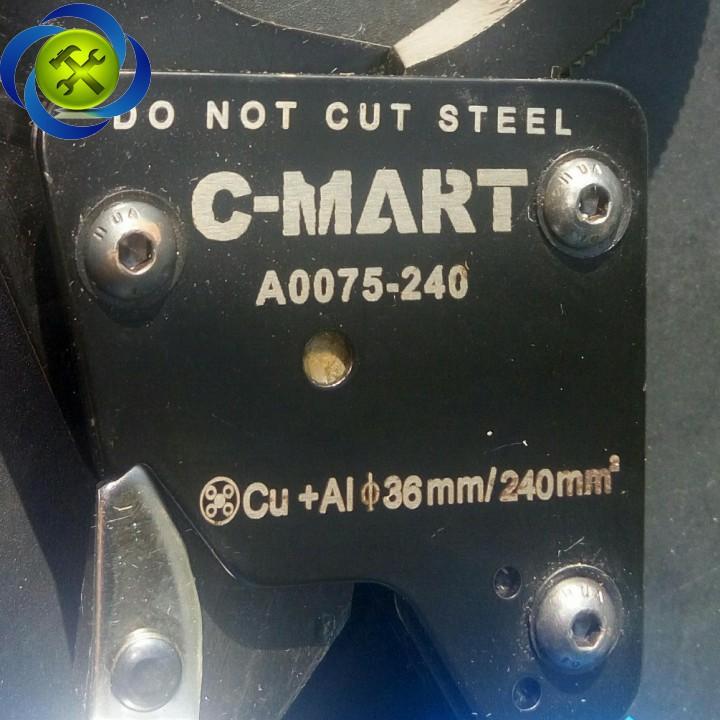 DO NOT CUT STEEL
C-MART
A0075-240
Cu +Al ϕ36mm/240mm²